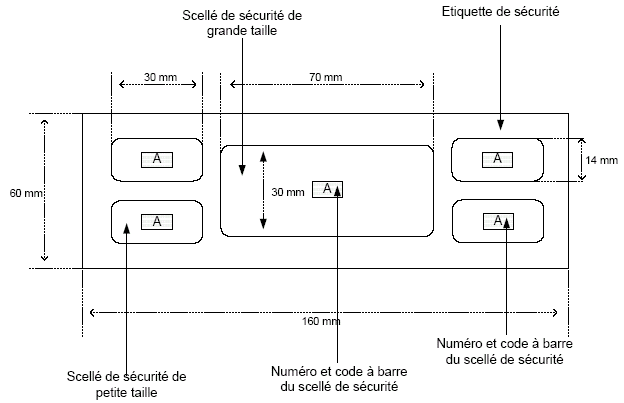 Scellé de sécurité de
grande taille
Etiquette de sécurité
30 mm
70 mm
A
A
14 mm
60 mm
30 mm
A
A
A
160 mm
Numéro et code à barre
du scellé de sécurité
Scellé de sécurité de
petite taille
Numéro et code à barre
du scellé de sécurité